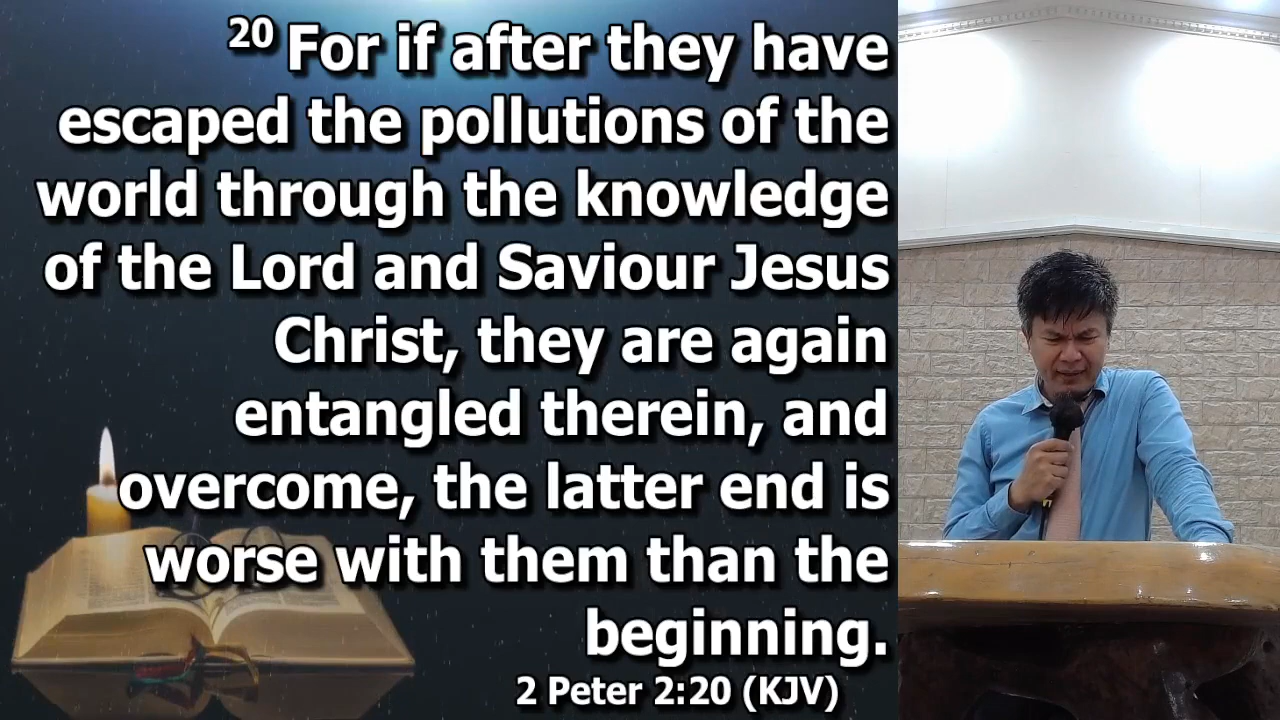 20 For if after they have
escaped the pollutions of the
world through the knowledge
of the Lord and Saviour Jesus
Christ, they are again
entangled therein, and
overcome, the latter end is
worse with them than the
beginning.
2 Peter 2:20 (KJV)